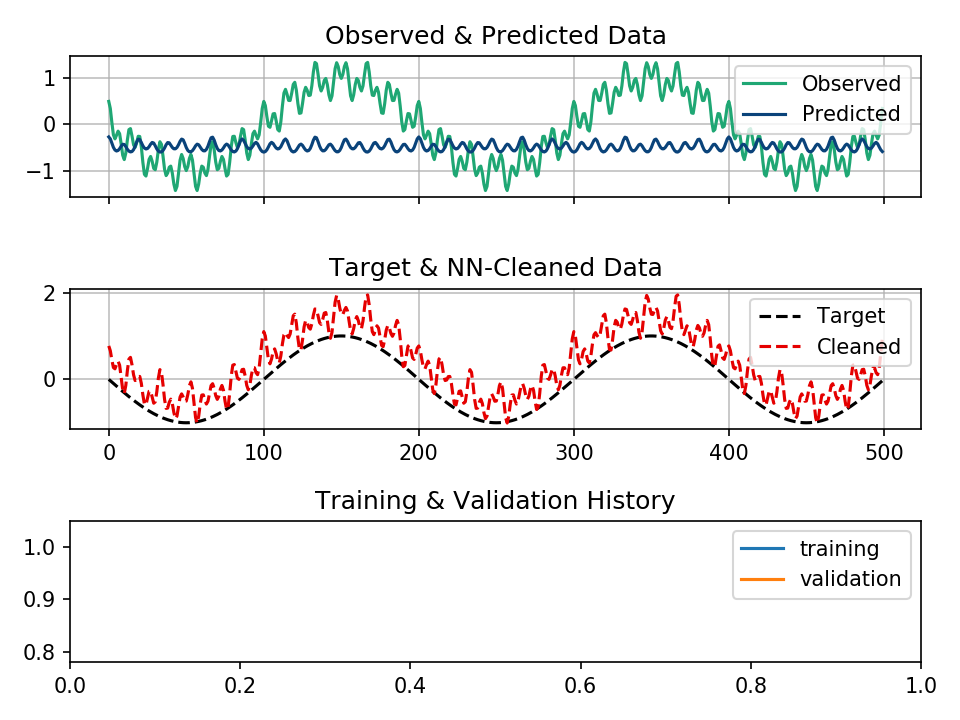 Observed & Predicted Data
1
0
−1
Observed
Predicted
Target & NN-Cleaned Data
2
0
Target
Cleaned
0 100 200 300 400 500
Training & Validation History
1.0
0.9
0.8
training
validation
0.0 0.2 0.4 0.6 0.8 1.0